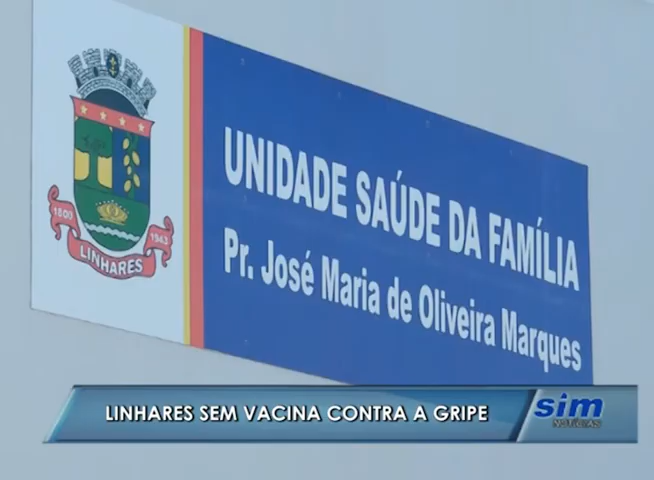 UNIDADE SAÚDE DA FAMÍLIA
Pr. José Maria de Oliveira Marques
1800
1943
LINHARES
LINHARES SEM VACINA CONTRA A GRIPE
sim
NOTÍCIAS